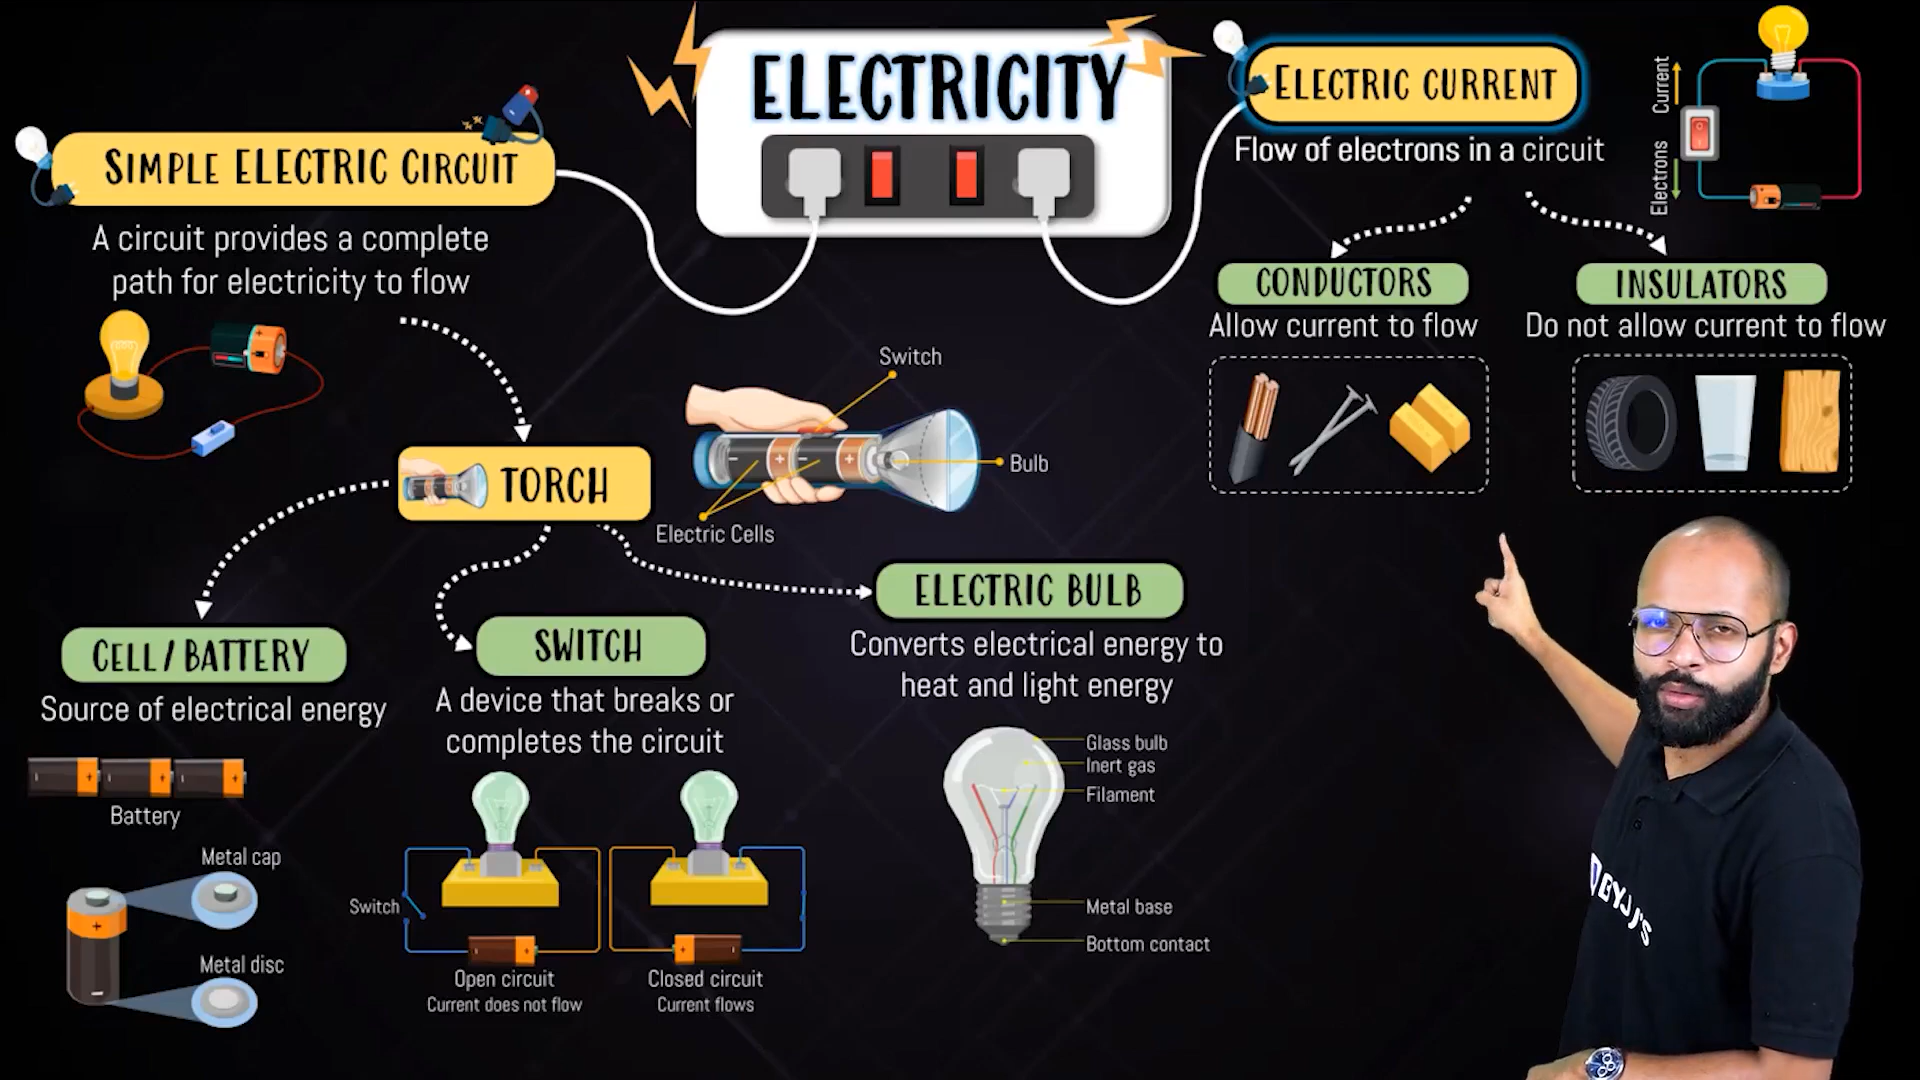 ELECTRICITY
SIMPLE ELECTRIC CIRCUIT
A circuit provides a complete
path for electricity to flow
TORCH
Switch
Bulb
Electric Cells
CELL/BATTERY
Source of electrical energy
Battery
Metal cap
+
-
Metal disc
SWITCH
A device that breaks or
completes the circuit
Switch
Open circuit
Current does not flow
Closed circuit
Current flows
ELECTRIC BULB
Converts electrical energy to
heat and light energy
Glass bulb
Inert gas
Filament
Metal base
Bottom contact
ELECTRIC CURRENT
Flow of electrons in a circuit
Current
Electrons
CONDUCTORS
Allow current to flow
INSULATORS
Do not allow current to flow
BYJU'S